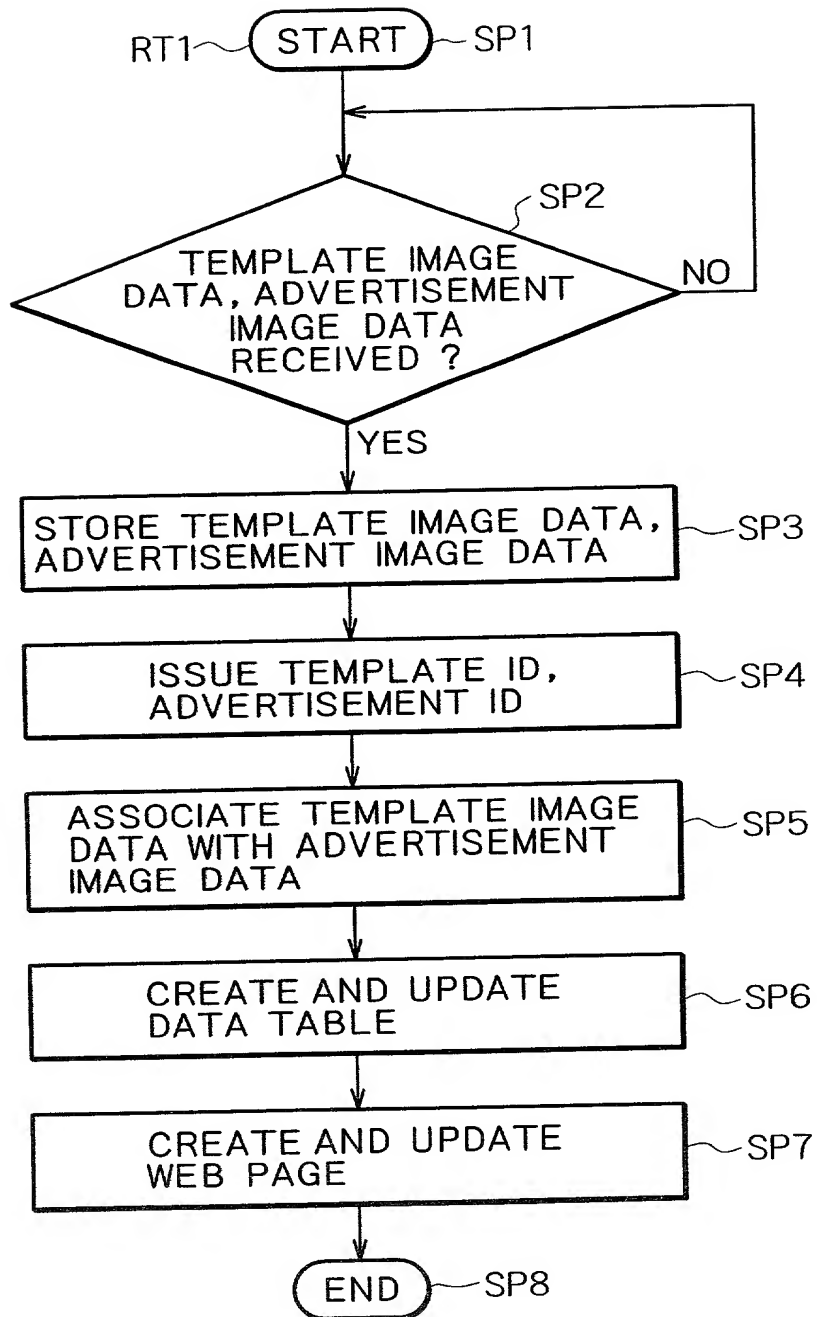 RT1 START SP1
SP2
TEMPLATE IMAGE
DATA, ADVERTISEMENT
IMAGE DATA
RECEIVED ?
NO
YES
STORE TEMPLATE IMAGE DATA,
ADVERTISEMENT IMAGE DATA
SP3
ISSUE TEMPLATE ID,
ADVERTISEMENT ID
SP4
ASSOCIATE TEMPLATE IMAGE
DATA WITH ADVERTISEMENT
IMAGE DATA
SP5
CREATE AND UPDATE
DATA TABLE
SP6
CREATE AND UPDATE
WEB PAGE
SP7
END SP8